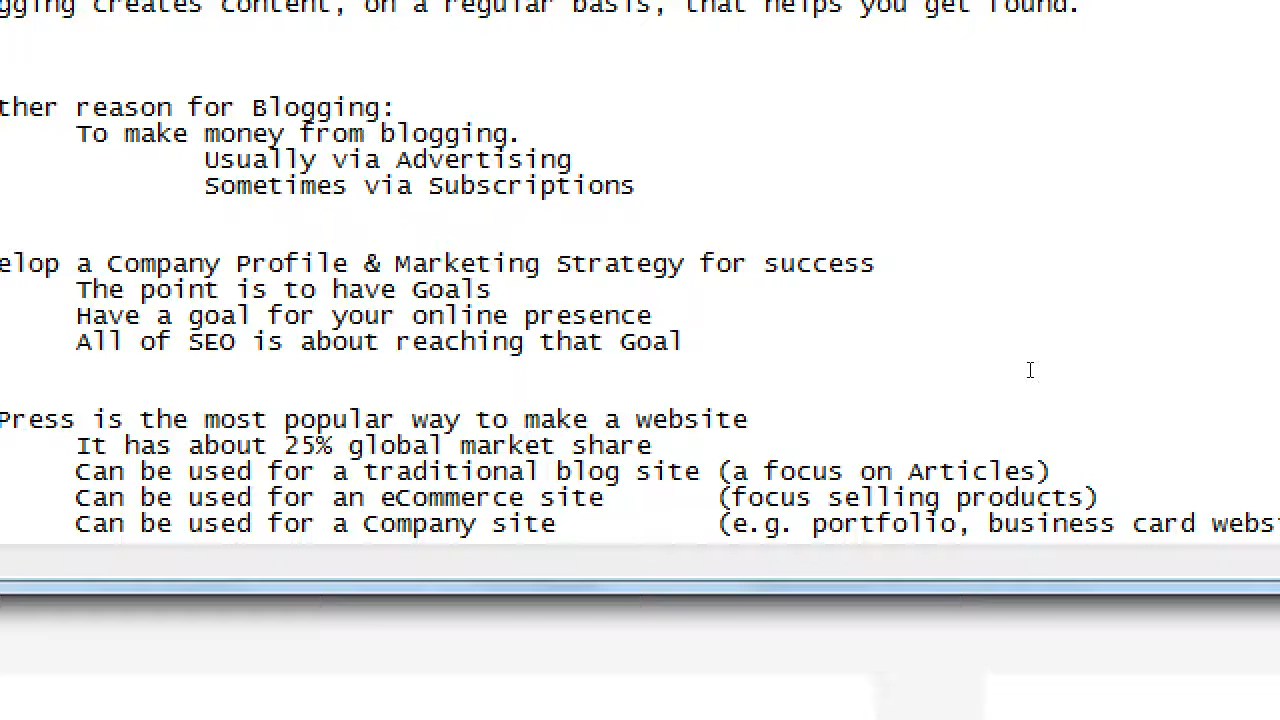 gging creates content, on a regular basis, that helps you get found.
ther reason for Blogging:
To make money from blogging.
Usually via Advertising
Sometimes via Subscriptions
elop a Company Profile & Marketing Strategy for success
The point is to have Goals
Have a goal for your online presence
All of SEO is about reaching that Goal
Press is the most popular way to make a website
It has about 25% global market share
Can be used for a traditional blog site (a focus on Articles)
Can be used for an eCommerce site (focus selling products)
Can be used for a Company site (e.g. portfolio, business card websi